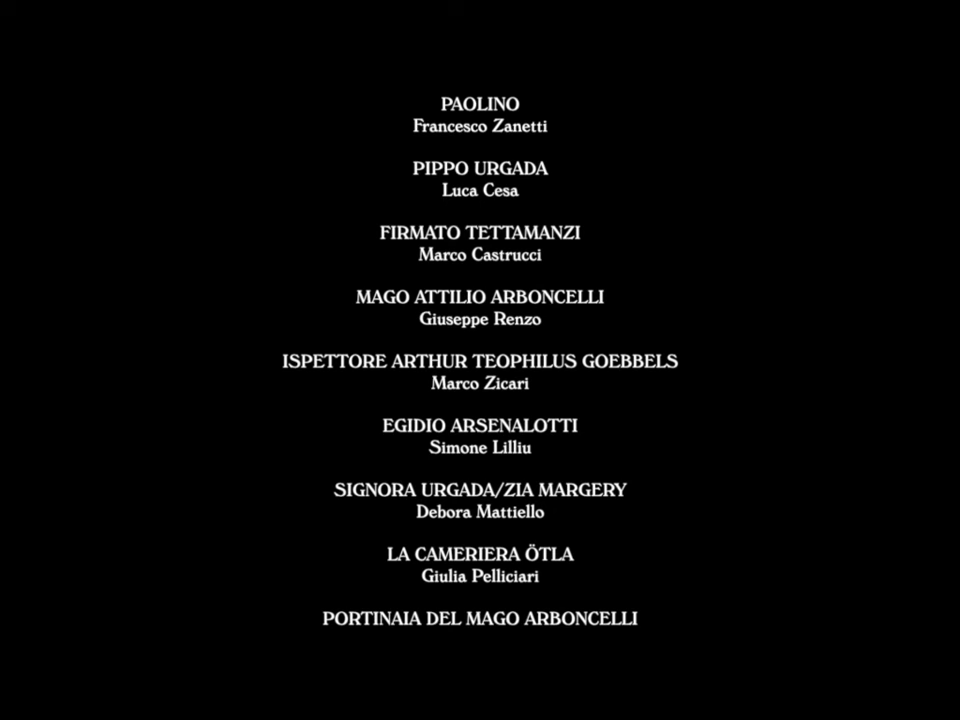 PAOLINO
Francesco Zanetti
PIPPO URGADA
Luca Cesa
FIRMATO TETTAMANZI
Marco Castrucci
MAGO ATTILIO ARBONCELLI
Giuseppe Renzo
ISPETTORE ARTHUR TEOPHILUS GOEBBELS
Marco Zicari
EGIDIO ARSENALOTTI
Simone Lilliu
SIGNORA URGADA/ZIA MARGERY
Debora Mattiello
LA CAMERIERA ÖTLA
Giulia Pelliciari
PORTINAIA DEL MAGO ARBONCELLI